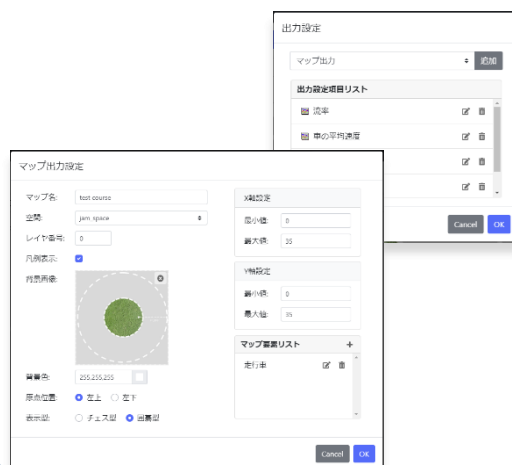 出力設定
マップ出力
追加
出力設定項目リスト
流率
車の平均速度
Cancel
OK
マップ出力設定
マップ名:
test course
空間:
jam_space
レイヤ番号:
0
凡例表示:
背景画像:
背景色:
255,255,255
原点位置:
左上
左下
表示型:
チェス型
囲碁型
X軸設定
最小値:
0
最大値:
35
Y軸設定
最小値:
0
最大値:
35
マップ要素リスト
+
走行車
Cancel
OK